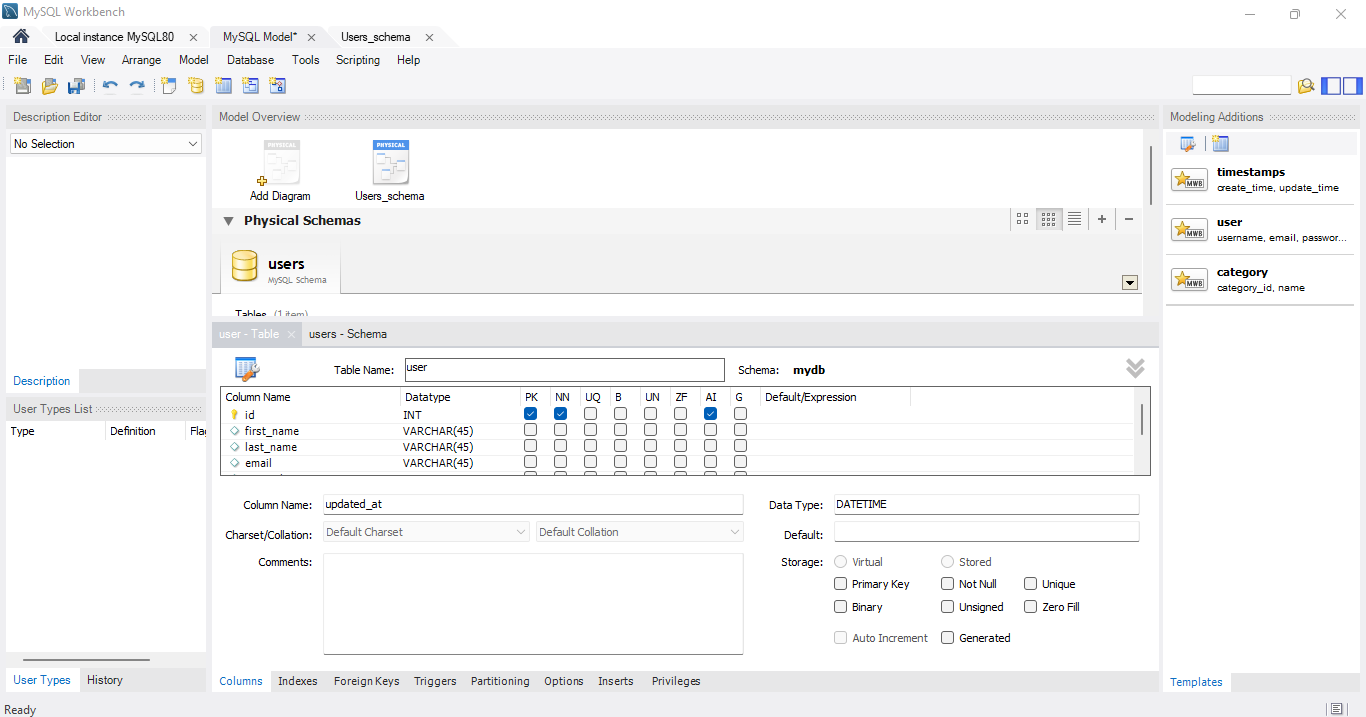 MySQL Workbench
Local instance MySQL80
MySQL Model*
Users_schema
File Edit View Arrange Model Database Tools Scripting Help
Description Editor
No Selection
Description
User Types List
Type Definition Flag
User Types History
Ready
Model Overview
PHYSICAL PHYSICAL
Add Diagram Users_schema
Physical Schemas
users
MySQL Schema
Tables (1 item)
user - Table users - Schema
Table Name: user Schema: mydb
Column Name Datatype PK NN UQ B UN ZF AI G Default/Expression
id INT
first_name VARCHAR(45)
last_name VARCHAR(45)
email VARCHAR(45)
Column Name: updated_at Data Type: DATETIME
Charset/Collation: Default Charset Default Collation Default:
Comments: Storage: Virtual Stored
Primary Key Not Null Unique
Binary Unsigned Zero Fill
Auto Increment Generated
Columns Indexes Foreign Keys Triggers Partitioning Options Inserts Privileges
Modeling Additions
MWB
timestamps
create_time, update_time
MWB
user
username, email, passwor...
MWB
category
category_id, name
Templates